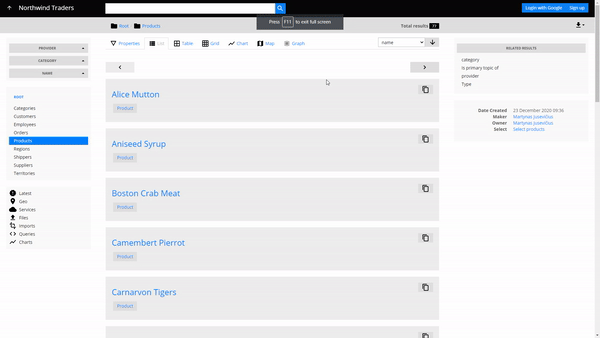 Northwind Traders
Login with Google Sign up
Press F11 to exit full screen
Root Products
Total results 77
PROVIDER
CATEGORY
NAME
ROOT
Categories
Customers
Employees
Orders
Products
Regions
Shippers
Suppliers
Territories
Latest
Geo
Services
Files
Imports
Queries
Charts
Properties List Table Grid Chart Map Graph
name
Alice Mutton
Product
Aniseed Syrup
Product
Boston Crab Meat
Product
Camembert Pierrot
Product
Carnarvon Tigers
Product
RELATED RESULTS
category
is primary topic of
provider
Type
Date Created 23 December 2020 09:36
Maker Martynas Jusevičius
Owner Martynas Jusevičius
Select Select products